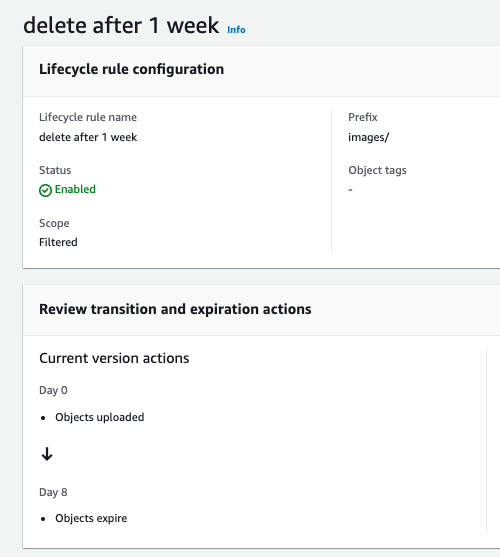 delete after 1 week Info
Lifecycle rule configuration
Lifecycle rule name
delete after 1 week
Status
Enabled
Scope
Filtered
Prefix
images/
Object tags
-
Review transition and expiration actions
Current version actions
Day 0
• Objects uploaded
Day 8
• Objects expire